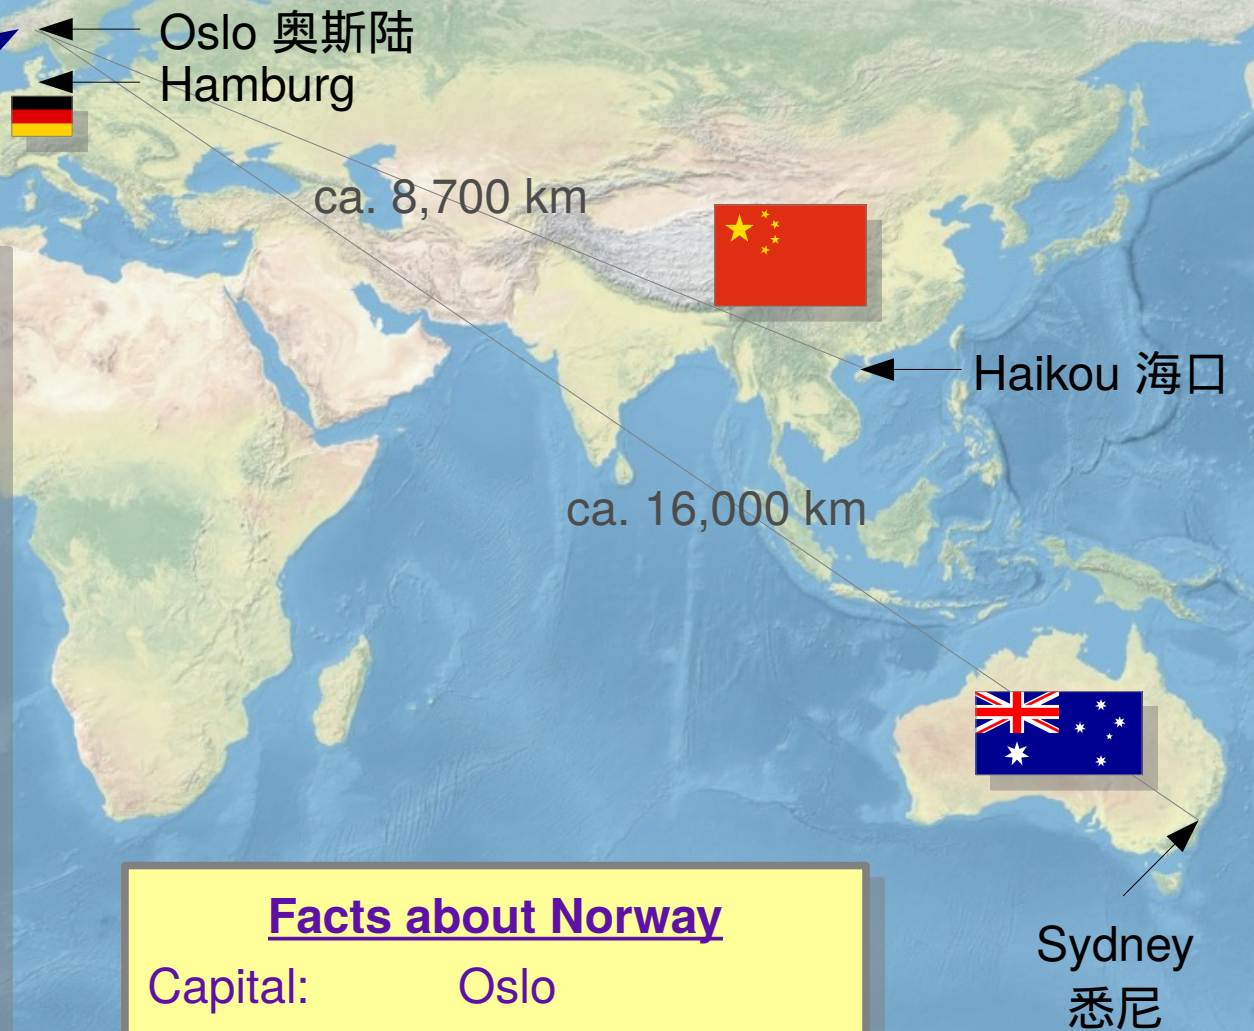 Oslo 奥斯陆
Hamburg
ca. 8,700 km
Haikou 海口
ca. 16,000 km
Facts about Norway
Capital: Oslo
Sydney
悉尼